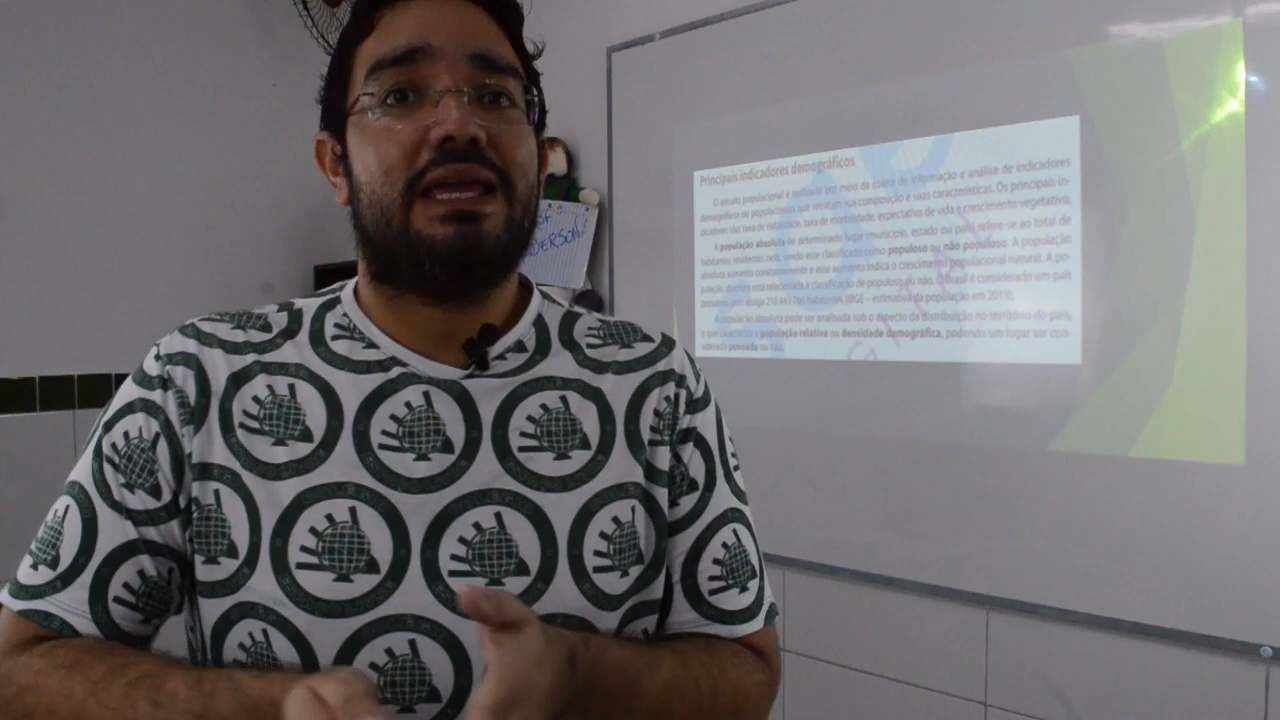 Principais indicadores demográficos
O estudo populacional é realizado por meio da coleta de informação e análise de indicadores
demográficos ou populacionais que retratam sua composição e suas características. Os principais in-
dicadores são: taxa de natalidade, taxa de mortalidade, expectativa de vida e crescimento vegetativo.
A população absoluta de determinado lugar (município, estado ou país) refere-se ao total de
habitantes residentes nele, sendo este classificado como populoso ou não populoso. A população
absoluta aumenta constantemente e esse aumento indica o crescimento populacional natural. A po-
pulação absoluta está relacionada à classificação de populoso ou não. O Brasil é considerado um país
populoso, pois abriga 210 443 766 habitantes (IBGE – estimativa da população em 2019).
A população absoluta pode ser analisada sob o aspecto da distribuição no território do país,
o que caracteriza a população relativa ou densidade demográfica, podendo um lugar ser con-
siderado povoado ou não.
DERSON